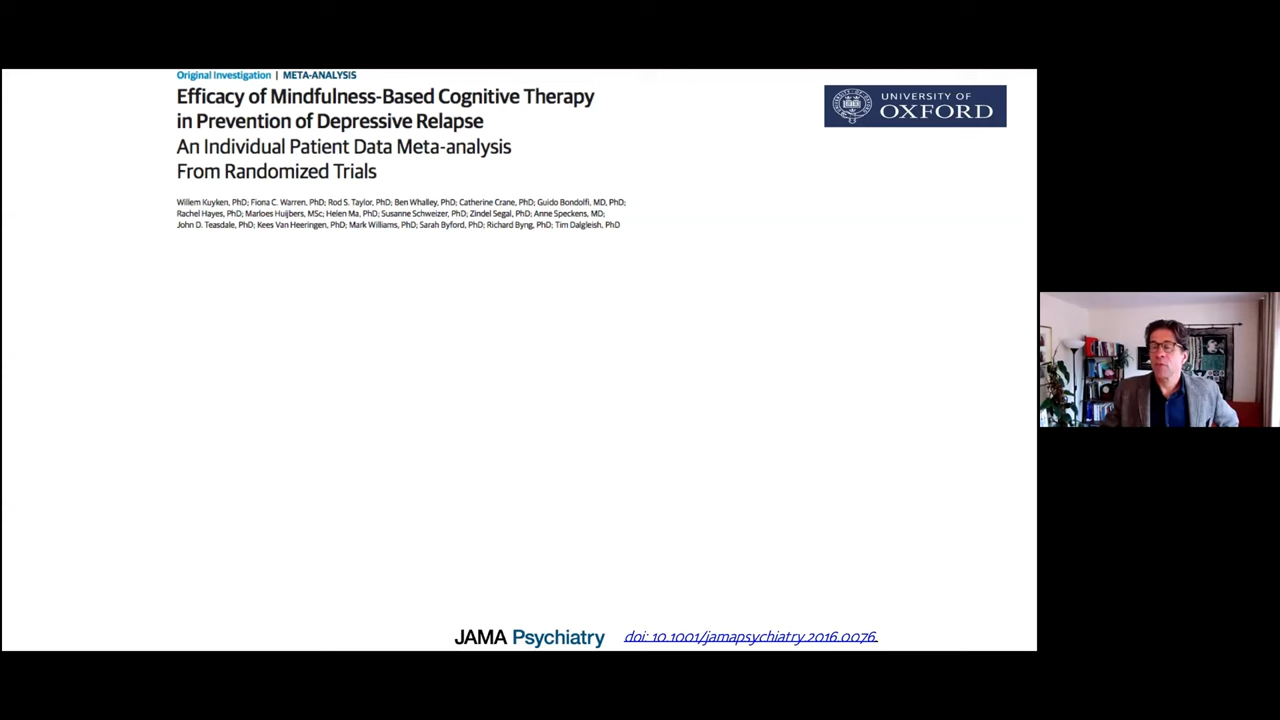 Original Investigation | META-ANALYSIS
Efficacy of Mindfulness-Based Cognitive Therapy
in Prevention of Depressive Relapse
An Individual Patient Data Meta-analysis
From Randomized Trials
Willem Kuyken, PhD; Fiona C. Warren, PhD; Rod S. Taylor, PhD; Ben Whalley, PhD; Catherine Crane, PhD; Guido Bondolfi, MD, PhD;
Rachel Hayes, PhD; Marloes Huijbers, MSc; Helen Ma, PhD; Susanne Schweizer, PhD; Zindel Segal, PhD; Anne Speckens, MD;
John D. Teasdale, PhD; Kees Van Heeringen, PhD; Mark Williams, PhD; Sarah Byford, PhD; Richard Byng, PhD; Tim Dalgleish, PhD
UNIVERSITY OF
OXFORD
JAMA Psychiatry
doi: 10.1001/jamapsychiatry.2016.0076.